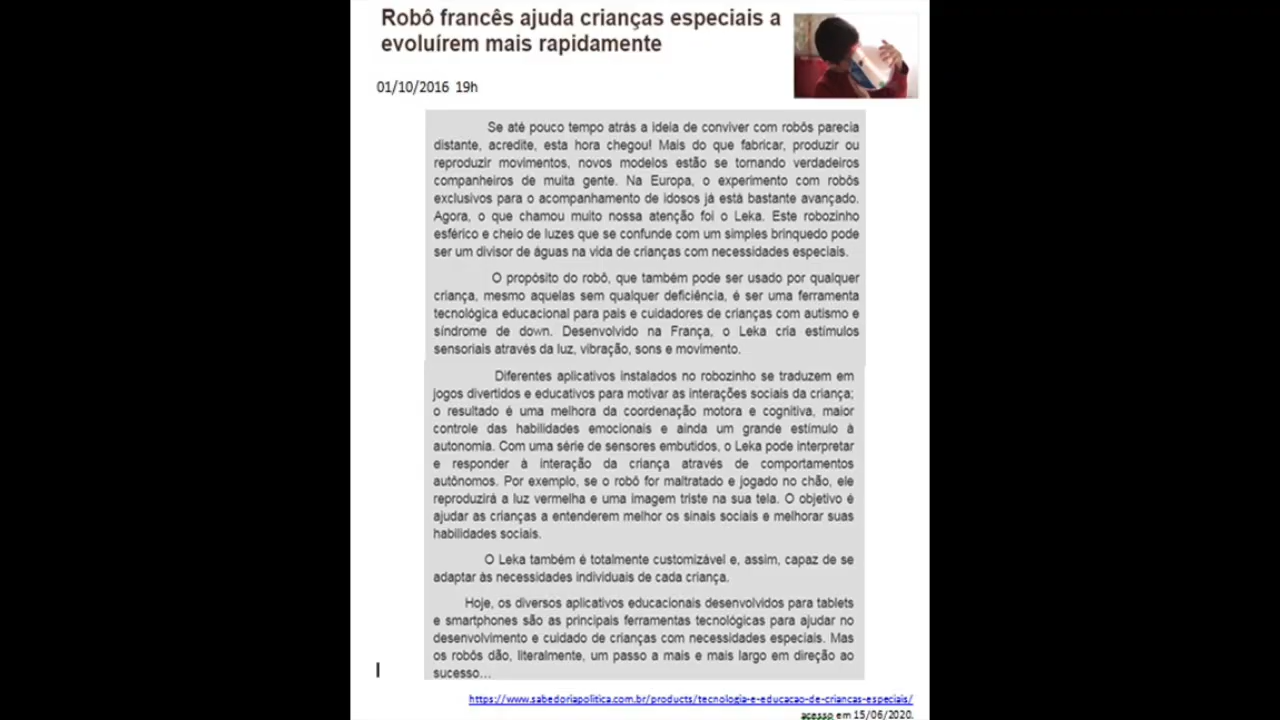 Robô francês ajuda crianças especiais a
evoluírem mais rapidamente
01/10/2016 19h
Se até pouco tempo atrás a ideia de conviver com robôs parecia
distante, acredite, esta hora chegou! Mais do que fabricar, produzir ou
reproduzir movimentos, novos modelos estão se tornando verdadeiros
companheiros de muita gente. Na Europa, o experimento com robôs
exclusivos para o acompanhamento de idosos já está bastante avançado.
Agora, o que chamou muito nossa atenção foi o Leka. Este robozinho
esférico e cheio de luzes que se confunde com um simples brinquedo pode
ser um divisor de águas na vida de crianças com necessidades especiais.
O propósito do robô, que também pode ser usado por qualquer
criança, mesmo aquelas sem qualquer deficiência, é ser uma ferramenta
tecnológica educacional para pais e cuidadores de crianças com autismo e
síndrome de down. Desenvolvido na França, o Leka cria estímulos
sensoriais através da luz, vibração, sons e movimento.
Diferentes aplicativos instalados no robozinho se traduzem em
jogos divertidos e educativos para motivar as interações sociais da criança;
o resultado é uma melhora da coordenação motora e cognitiva, maior
controle das habilidades emocionais e ainda um grande estímulo à
autonomia. Com uma série de sensores embutidos, o Leka pode interpretar
e responder à interação da criança através de comportamentos
autônomos. Por exemplo, se o robô for maltratado e jogado no chão, ele
reproduzirá a luz vermelha e uma imagem triste na sua tela. O objetivo é
ajudar as crianças a entenderem melhor os sinais sociais e melhorar suas
habilidades sociais.
O Leka também é totalmente customizável e, assim, capaz de se
adaptar às necessidades individuais de cada criança.
Hoje, os diversos aplicativos educacionais desenvolvidos para tablets
e smartphones são as principais ferramentas tecnológicas para ajudar no
desenvolvimento e cuidado de crianças com necessidades especiais. Mas
os robôs dão, literalmente, um passo a mais e mais largo em direção ao
sucesso...
https://www.sabedoriapolitica.com.br/products/tecnologia-e-educacao-de-criancas-especiais/
acesso em 15/06/2020.